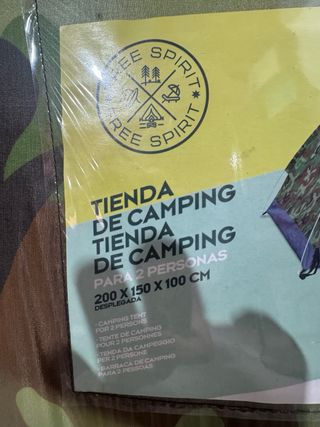 FREE SPIRIT
FREE SPIRIT
TIENDA
DE CAMPING
TIENDA
DE CAMPING
PARA 2 PERSONAS
200 X 150 X 100 CM
DESPLEGADA
· CAMPING TENT
FOR 2 PERSONS
· TENTE DE CAMPING
POUR 2 PERSONNES
· TENDA DA CAMPEGGIO
PER 2 PERSONE
· BARRACA DE CAMPING
PARA 2 PESSOAS